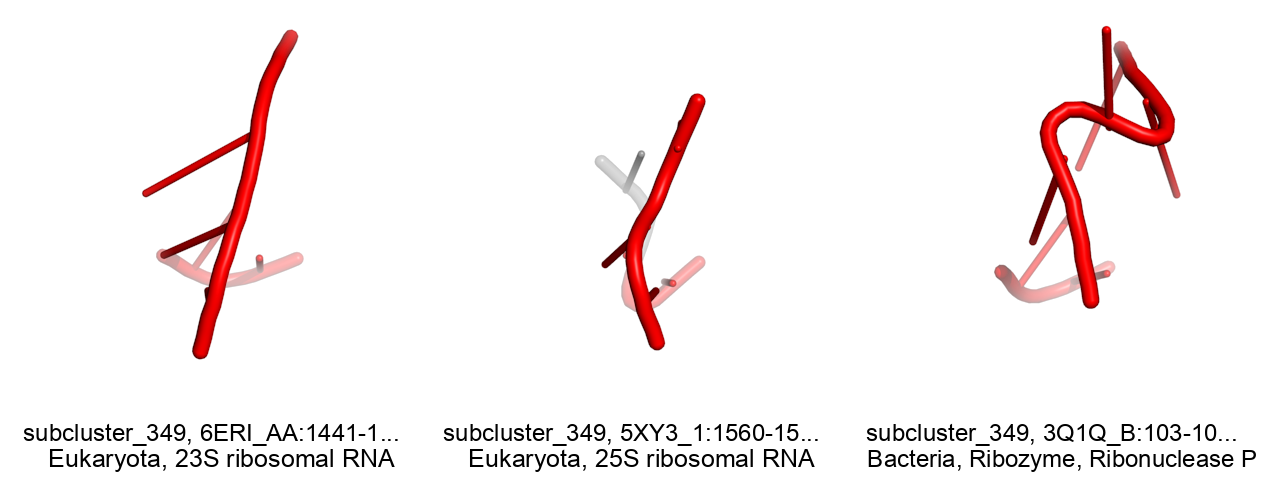 subcluster_349, 6ERI_AA:1441-1...
Eukaryota, 23S ribosomal RNA
subcluster_349, 5XY3_1:1560-15...
Eukaryota, 25S ribosomal RNA
subcluster_349, 3Q1Q_B:103-10...
Bacteria, Ribozyme, Ribonuclease P